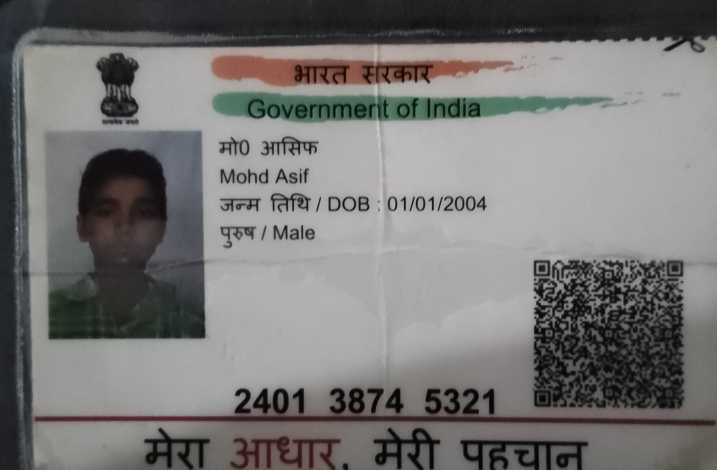 भारत सरकार
Government of India
मो0 आसिफ
Mohd Asif
जन्म तिथि / DOB : 01/01/2004
पुरुष / Male
2401 3874 5321
मेरा आधार, मेरी पहचान